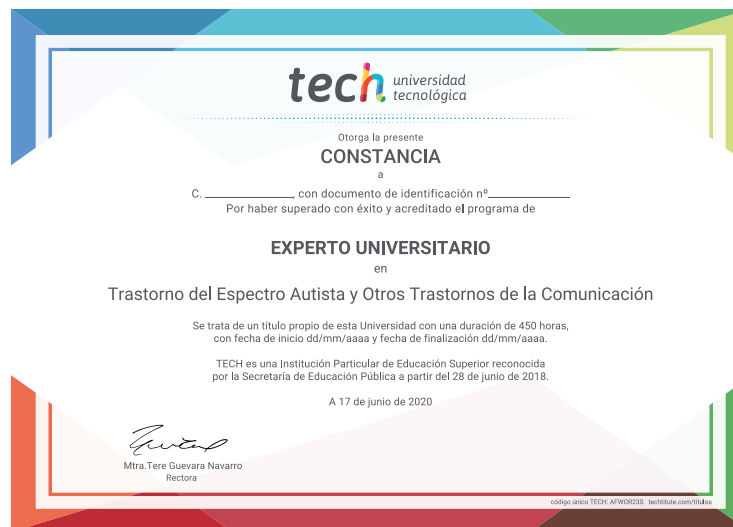 tech universidad tecnológica
Otorga la presente
CONSTANCIA
a
C. ________________, con documento de identificación nº______________
Por haber superado con éxito y acreditado el programa de
EXPERTO UNIVERSITARIO
en
Trastorno del Espectro Autista y Otros Trastornos de la Comunicación
Se trata de un título propio de esta Universidad con una duración de 450 horas,
con fecha de inicio dd/mm/aaaa y fecha de finalización dd/mm/aaaa.
TECH es una Institución Particular de Educación Superior reconocida
por la Secretaría de Educación Pública a partir del 28 de junio de 2018.
A 17 de junio de 2020
Mtra.Tere Guevara Navarro
Rectora
código único TECH: AFWOR23S techtitute.com/titulos